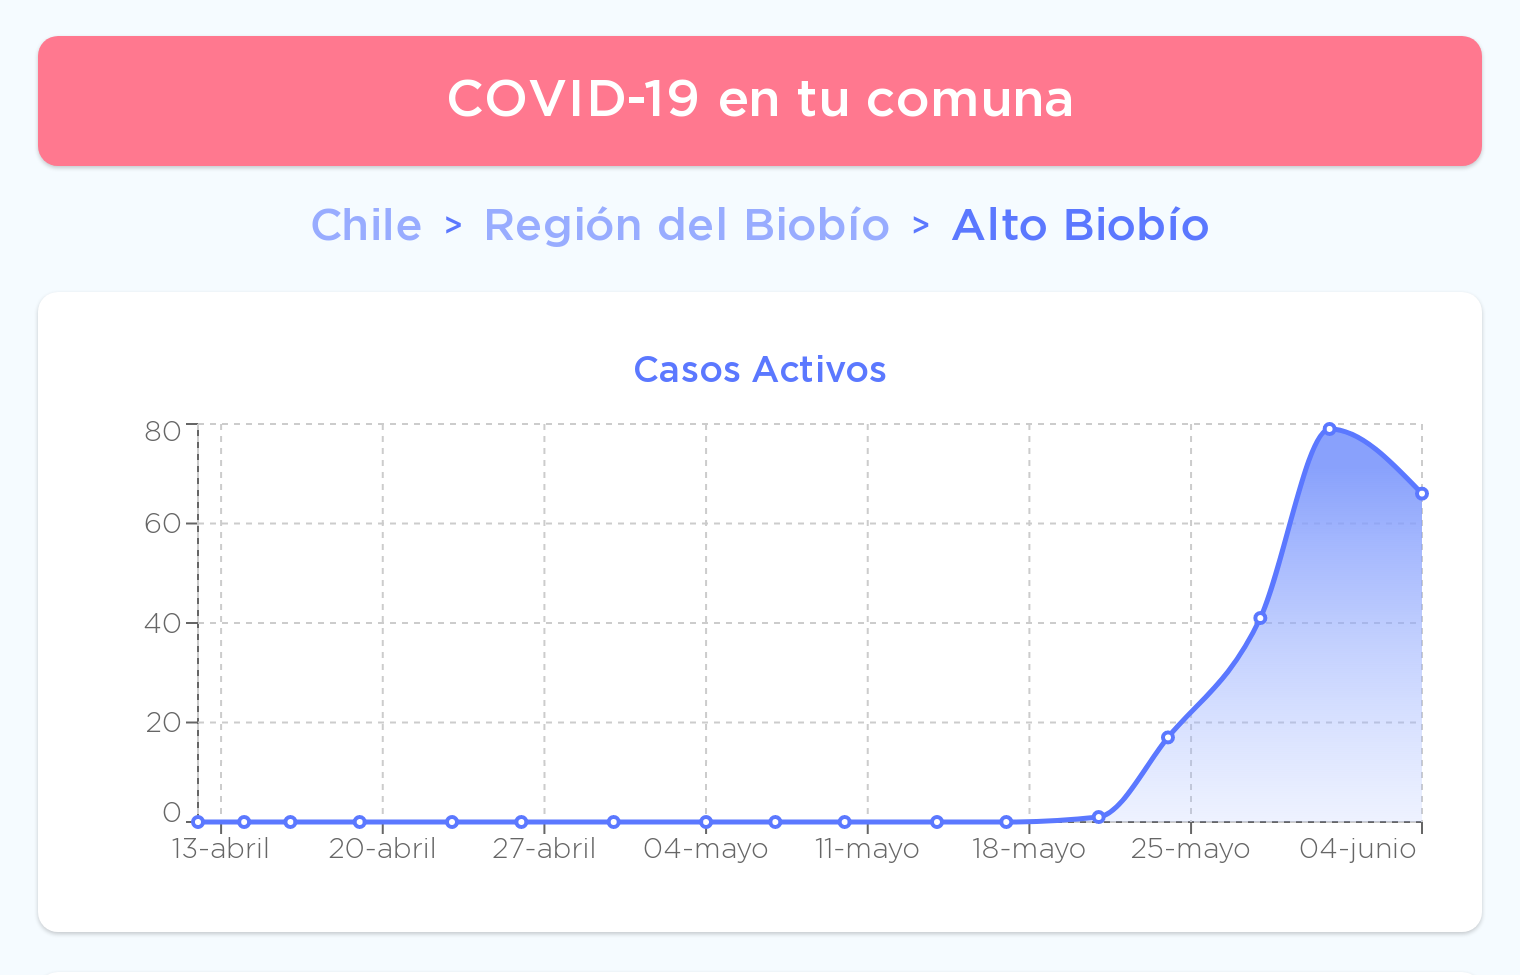 COVID-19 en tu comuna
Chile > Región del Biobío > Alto Biobío
Casos Activos
80
60
40
20
0
13-abril 20-abril 27-abril 04-mayo 11-mayo 18-mayo 25-mayo 04-junio